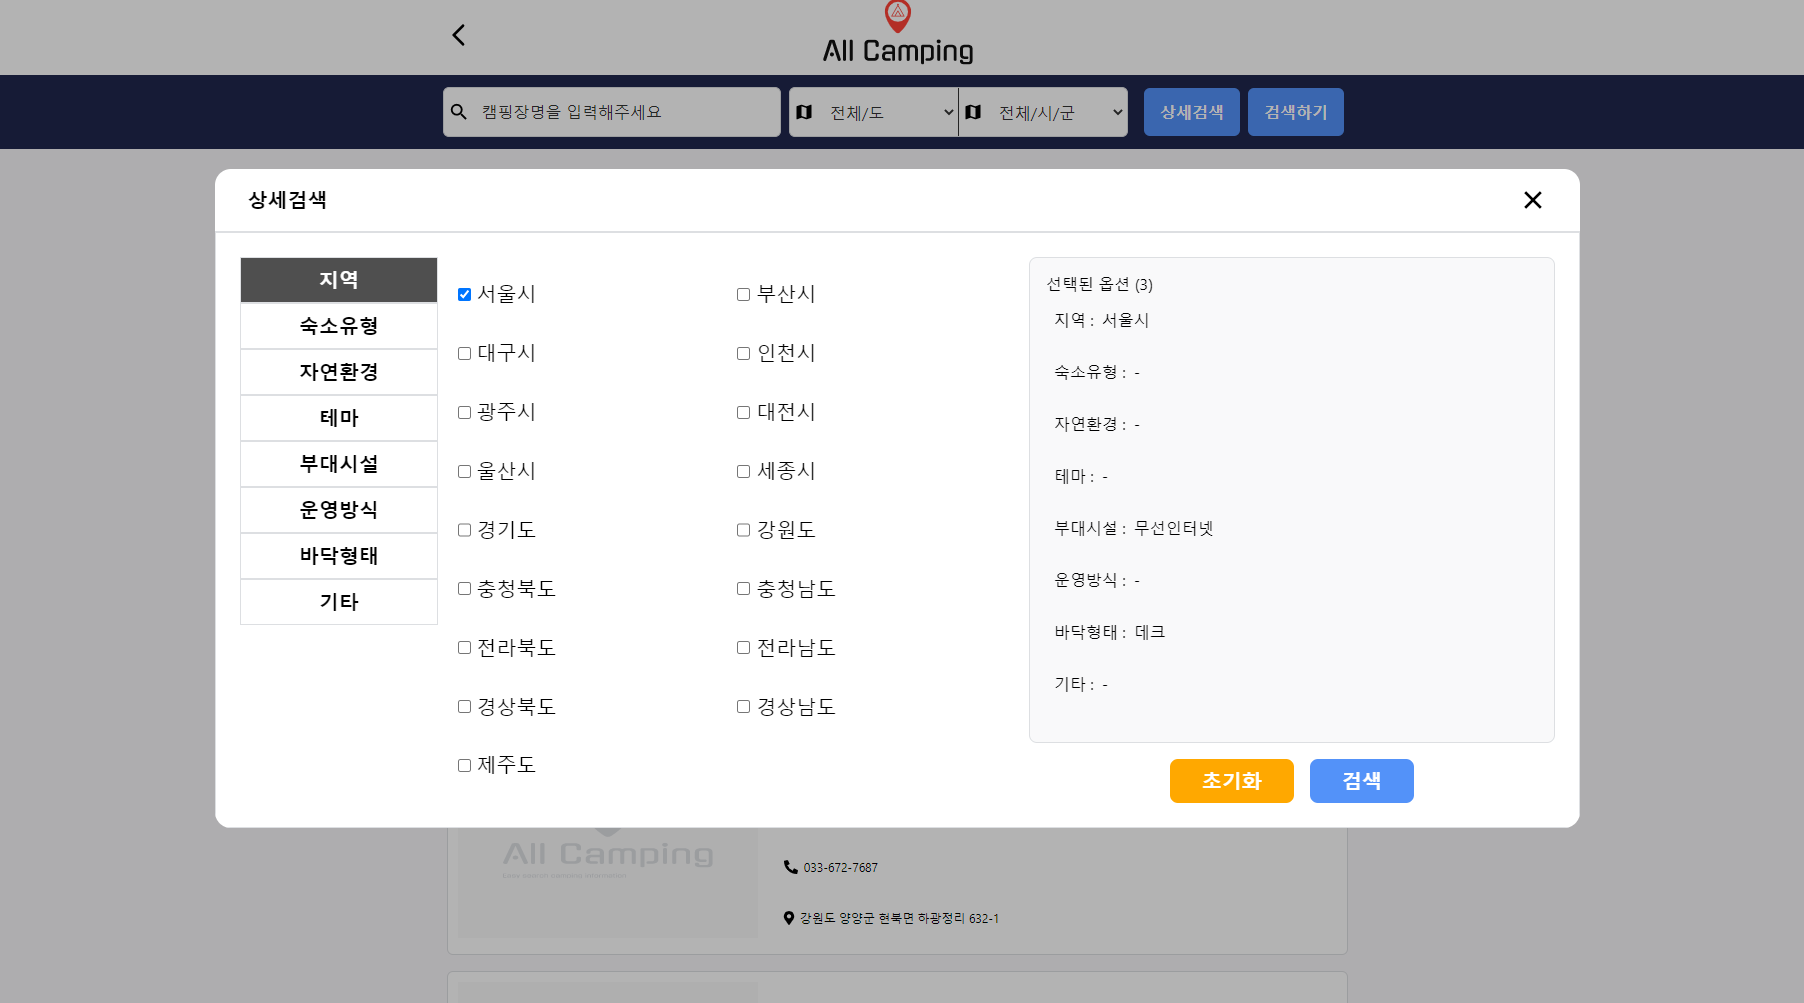 All Camping
캠핑장명을 입력해주세요
전체/도
전체/시/군
상세검색
검색하기
상세검색
지역
숙소유형
자연환경
테마
부대시설
운영방식
바닥형태
기타
서울시
부산시
대구시
인천시
광주시
대전시
울산시
세종시
경기도
강원도
충청북도
충청남도
전라북도
전라남도
경상북도
경상남도
제주도
선택된 옵션 (3)
지역 : 서울시
숙소유형 : -
자연환경 : -
테마 : -
부대시설 : 무선인터넷
운영방식 : -
바닥형태 : 데크
기타 : -
초기화
검색
All Camping
033-672-7687
강원도 양양군 현북면 하광정리 632-1